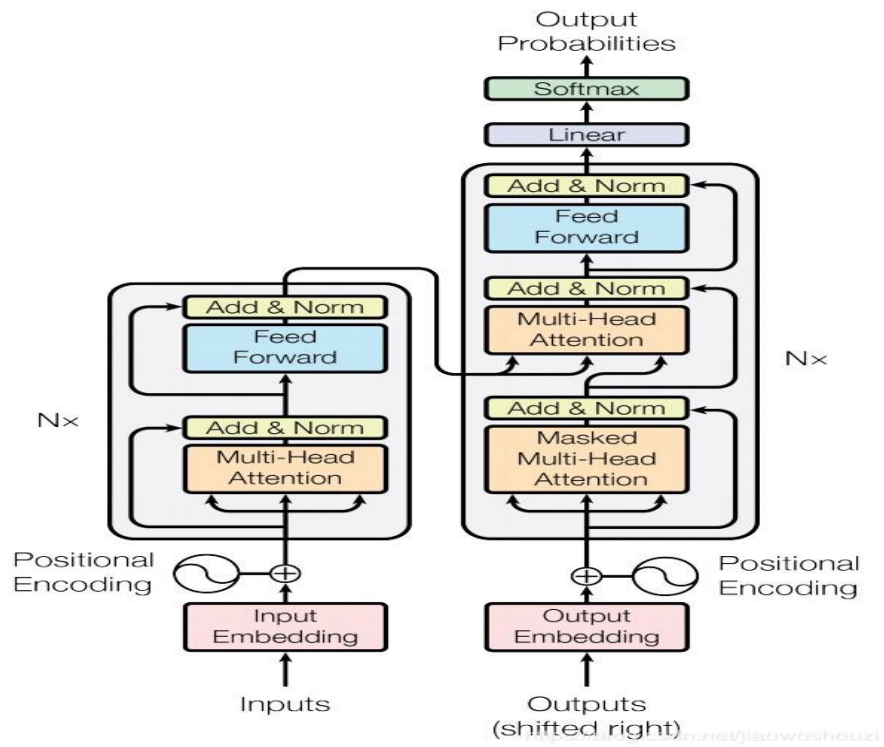 Output
Probabilities
Softmax
Linear
Add & Norm
Feed
Forward
Add & Norm
Multi-Head
Attention
Add & Norm
Masked
Multi-Head
Attention
Nx
Add & Norm
Feed
Forward
Add & Norm
Multi-Head
Attention
Nx
Positional
Encoding
Positional
Encoding
Input
Embedding
Output
Embedding
Inputs
Outputs
(shifted right)